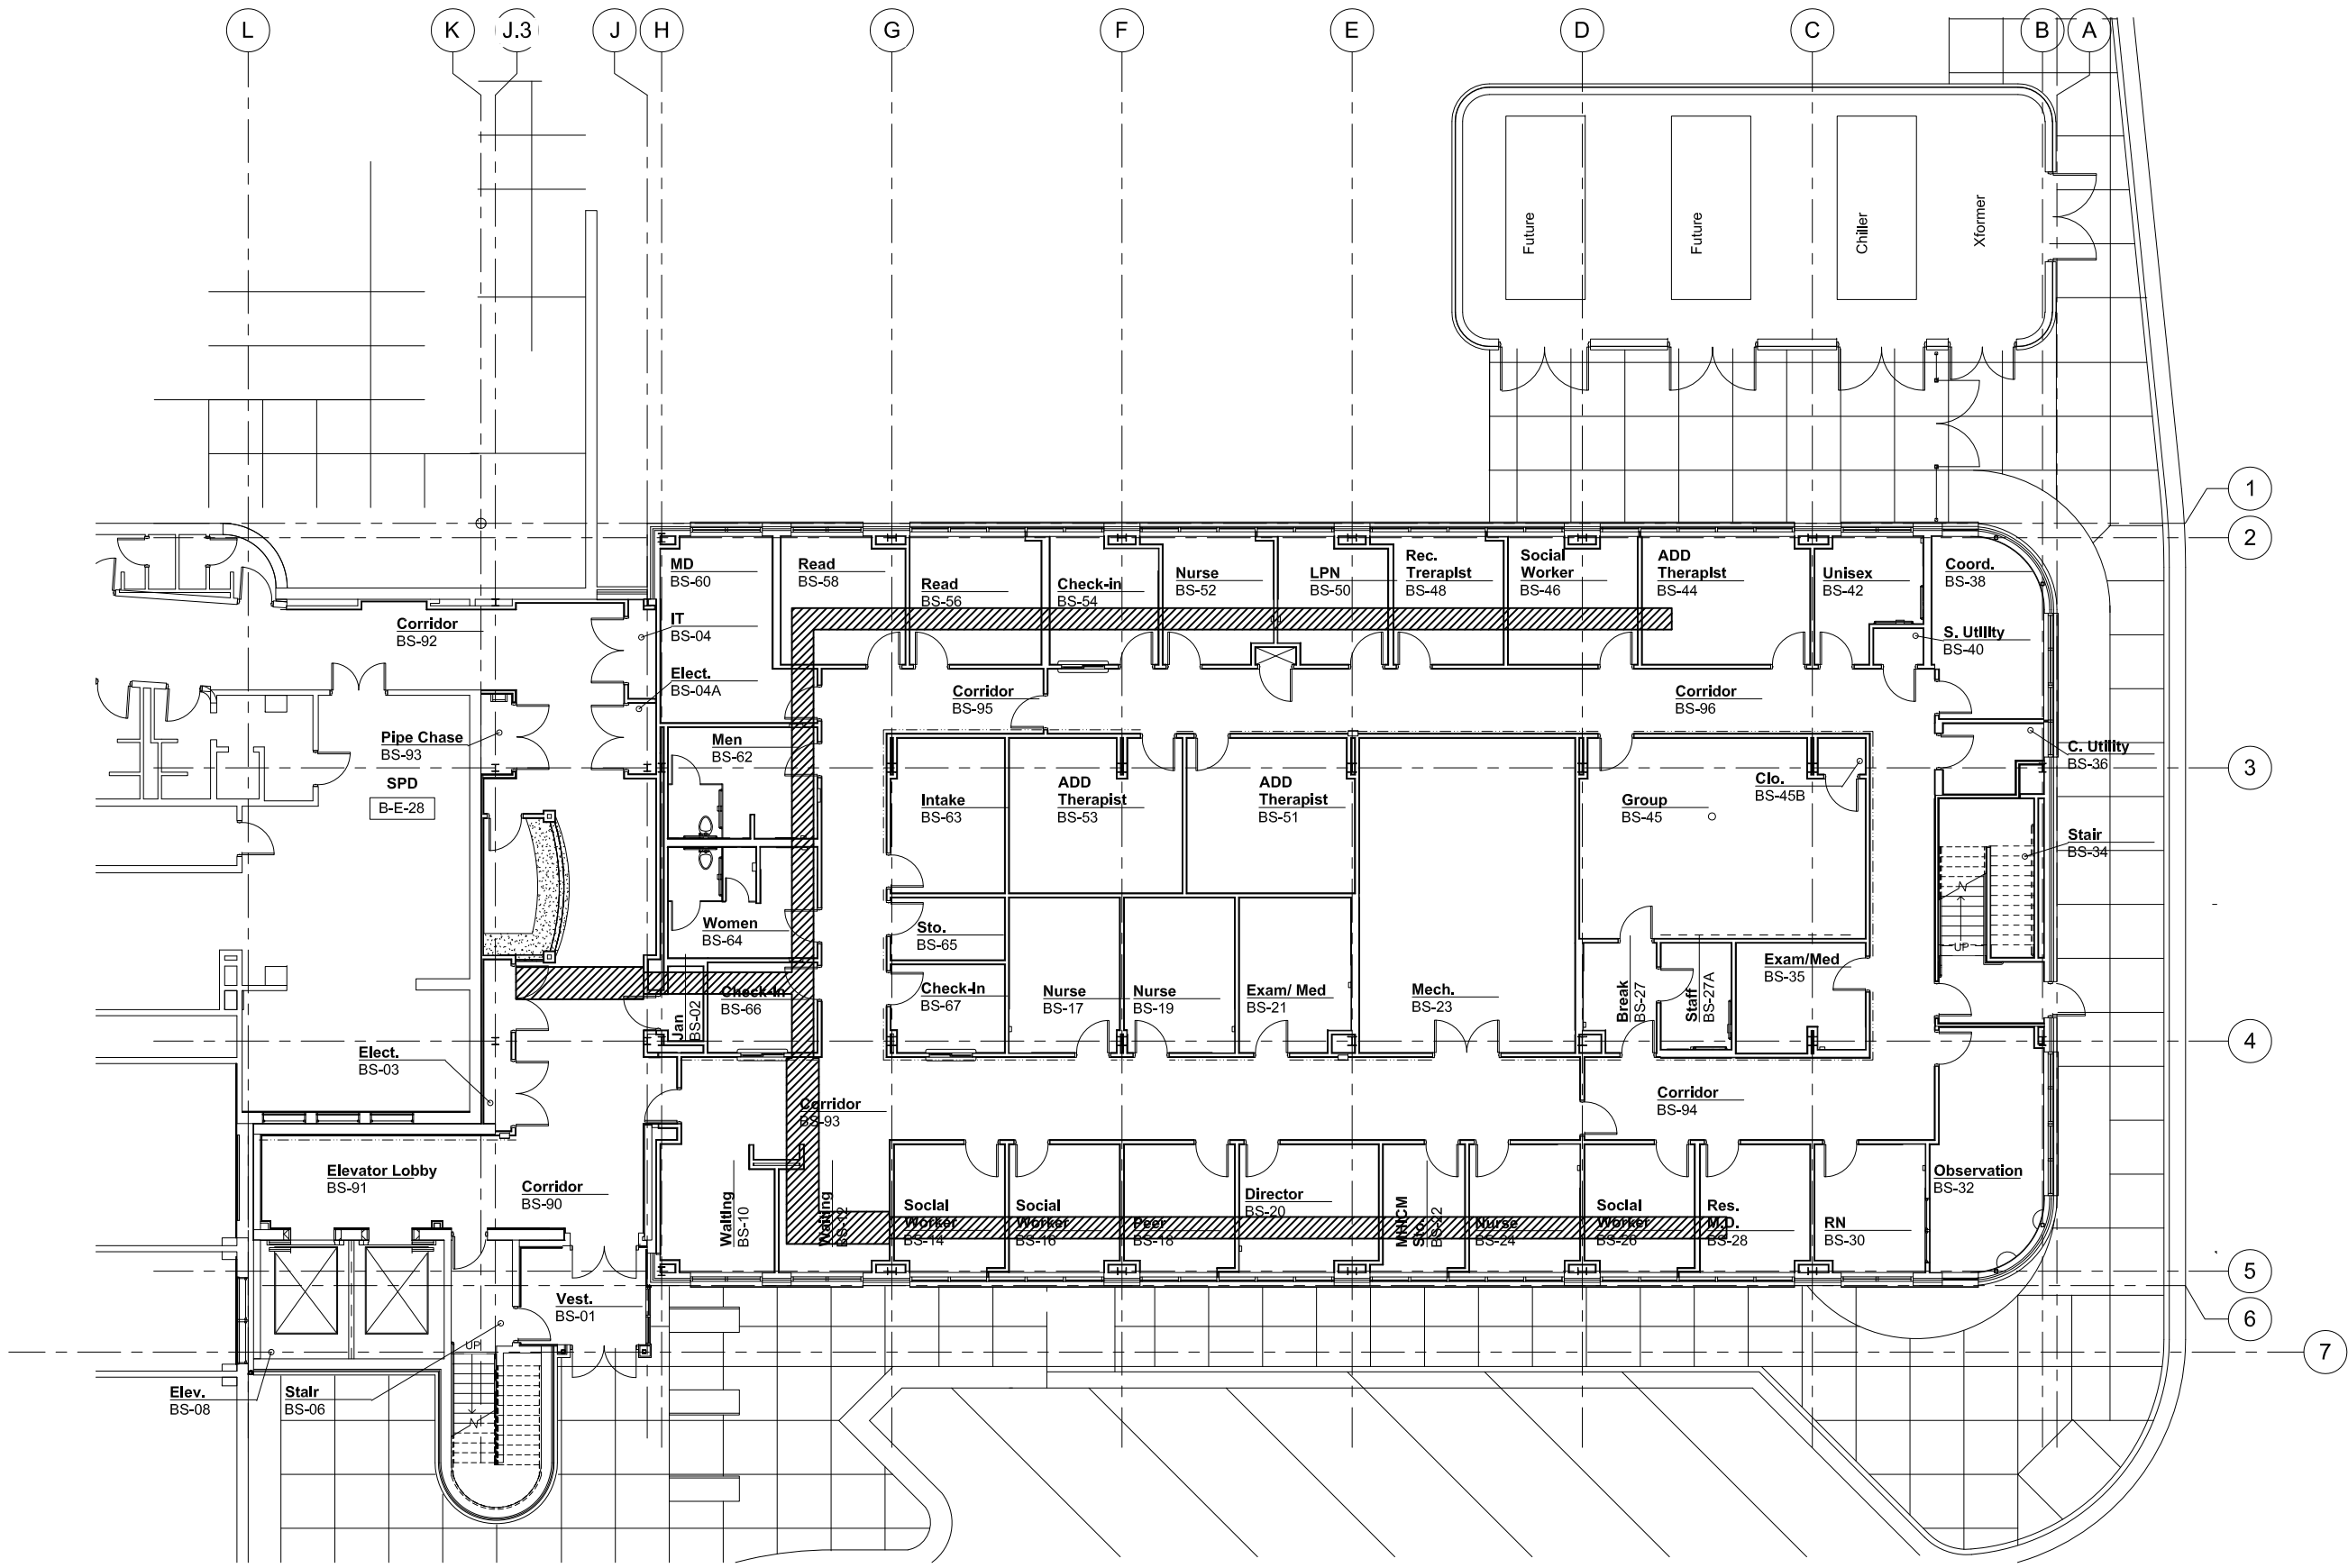 L
K
J.3
J
H
G
F
E
D
C
B
A
Future
Future
Chiller
Xformer
1
2
3
4
5
6
7
MD
BS-60
Read
BS-58
Read
BS-56
Check-in
BS-54
Nurse
BS-52
LPN
BS-50
Rec.
Trerapist
BS-48
Social
Worker
BS-46
ADD
Therapist
BS-44
Unisex
BS-42
Coord.
BS-38
IT
BS-04
Corridor
BS-92
S. Utility
BS-40
Elect.
BS-04A
Corridor
BS-95
Corridor
BS-96
Pipe Chase
BS-93
Men
BS-62
C. Utility
BS-36
SPD
B-E-28
Intake
BS-63
ADD
Therapist
BS-53
ADD
Therapist
BS-51
Group
BS-45
Clo.
BS-45B
Stair
BS-34
UP
Women
BS-64
Sto.
BS-65
Check-In
BS-66
Check-In
BS-67
Jan
BS-02
Nurse
BS-17
Nurse
BS-19
Exam/ Med
BS-21
Mech.
BS-23
Break
BS-27
Staff
BS-27A
Exam/Med
BS-35
Elect.
BS-03
Corridor
BS-93
Corridor
BS-94
Elevator Lobby
BS-91
Corridor
BS-90
Waiting
BS-10
Waiting
BS-12
Social
Worker
BS-14
Social
Worker
BS-16
Peer
BS-18
Director
BS-20
MHICM
Sto.
BS-22
Nurse
BS-24
Social
Worker
BS-26
Res.
M.D.
BS-28
RN
BS-30
Observation
BS-32
Vest.
BS-01
UP
Elev.
BS-08
Stair
BS-06
N
N